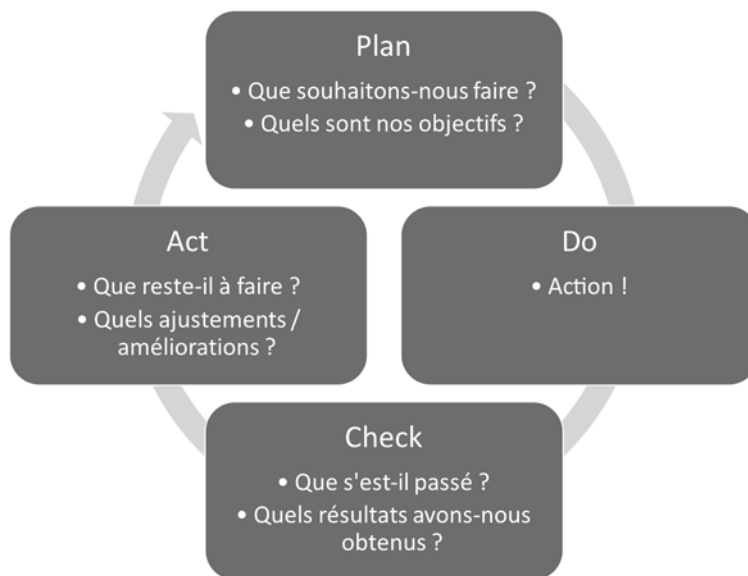 Plan
• Que souhaitons-nous faire ?
• Quels sont nos objectifs ?
Do
• Action !
Check
• Que s'est-il passé ?
• Quels résultats avons-nous
obtenus ?
Act
• Que reste-il à faire ?
• Quels ajustements /
améliorations ?